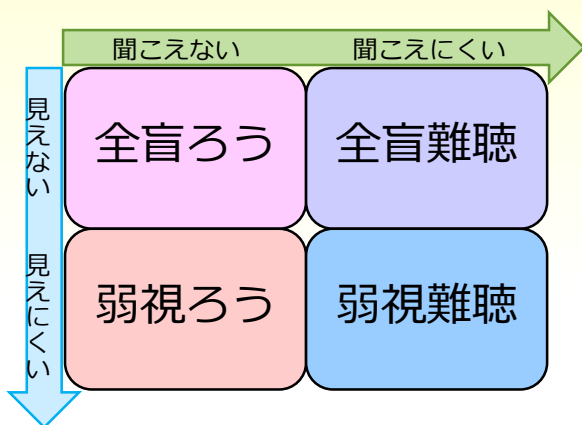 聞こえない
聞こえにくい
見えない
全盲ろう
全盲難聴
見えにくい
弱視ろう
弱視難聴